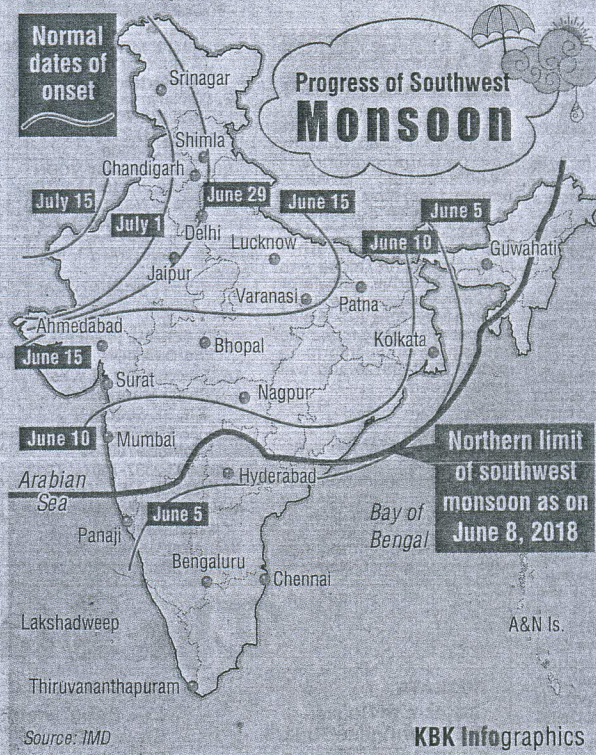 Normal
dates of
onset
Progress of Southwest
Monsoon
Srinagar
Shimla
Chandigarh
July 15
June 29
June 15
June 5
July 1
Delhi
Lucknow
June 10
Guwahati
Jaipur
Varanasi
Patna
Ahmedabad
June 15
Bhopal
Kolkata
Surat
Nagpur
June 10
Mumbai
Northern limit
of southwest
monsoon as on
June 8, 2018
Arabian
Sea
Hyderabad
June 5
Panaji
Bay of
Bengal
Bengaluru
Chennai
Lakshadweep
A&N Is.
Thiruvananthapuram
Source: IMD
KBK Infographics